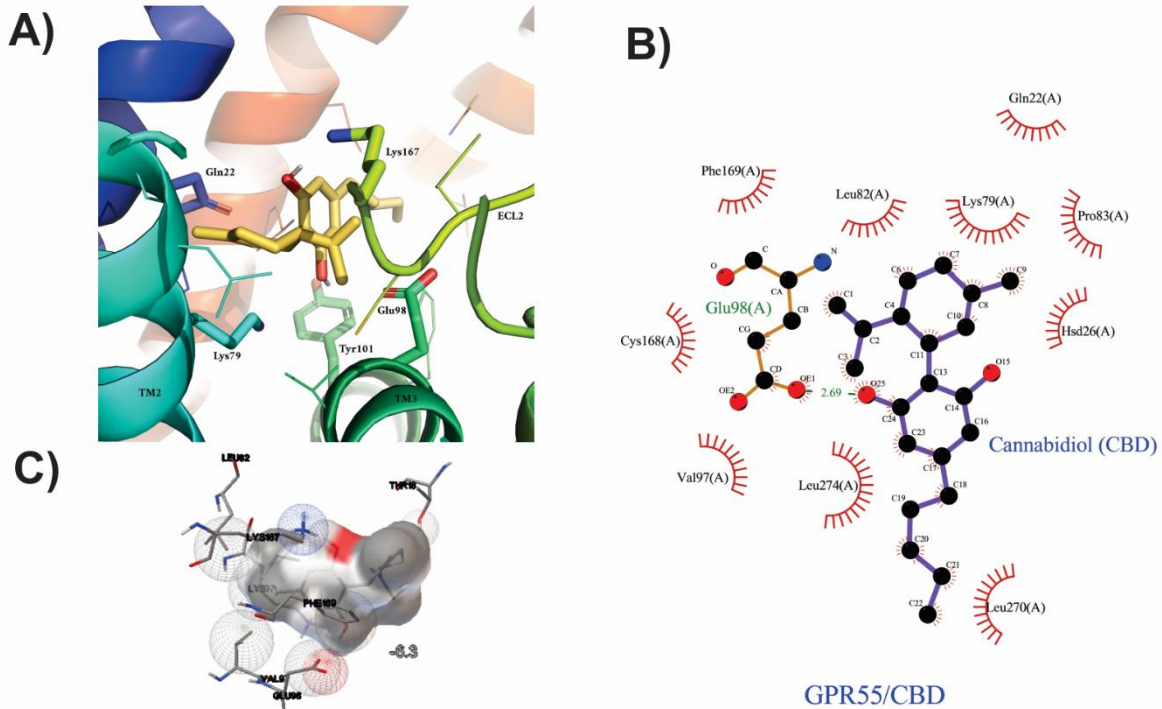 A)
Lys167
Gln22
ECL2
Glu98
Lys79
Tyr101
TM2
TM3
B)
Gln22(A)
Phe169(A)
Leu82(A)
Lys79(A)
Pro83(A)
C
N
O
CA
C7
C6
C9
Glu98(A)
C1
CB
C8
C4
C10
CG
C2
Hsd26(A)
Cys168(A)
C11
C3
CD
C13
O15
OE1
2.69
O25
OE2
C24
C14
C23
C16
Cannabidiol (CBD)
C17
Val97(A)
Leu274(A)
C18
C19
C20
C21
C22
Leu270(A)
GPR55/CBD
C)
LEU82
LYS167
PHE169
-6.3